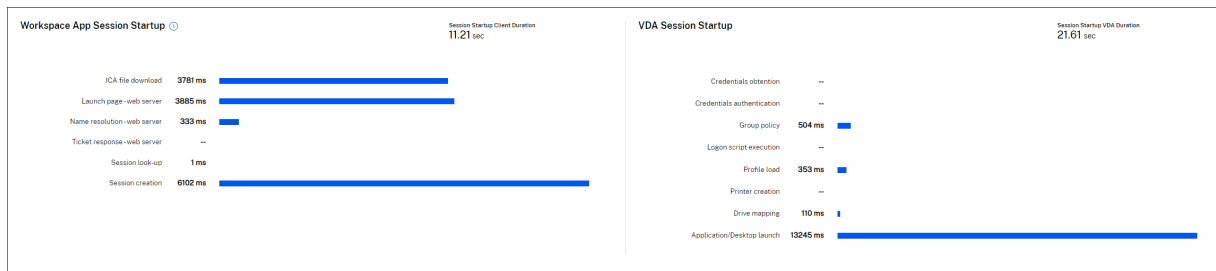 Workspace App Session Startup
Session Startup Client Duration
11.21 sec
ICA file download 3781 ms
Launch page - web server 3885 ms
Name resolution - web server 333 ms
Ticket response - web server --
Session look-up 1 ms
Session creation 6102 ms
VDA Session Startup
Session Startup VDA Duration
21.61 sec
Credentials obtention --
Credentials authentication --
Group policy 504 ms
Logon script execution --
Profile load 353 ms
Printer creation --
Drive mapping 110 ms
Application/Desktop launch 13245 ms